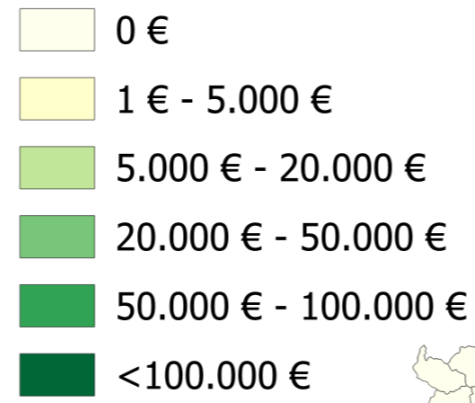 0 €
1 € - 5.000 €
5.000 € - 20.000 €
20.000 € - 50.000 €
50.000 € - 100.000 €
<100.000 €